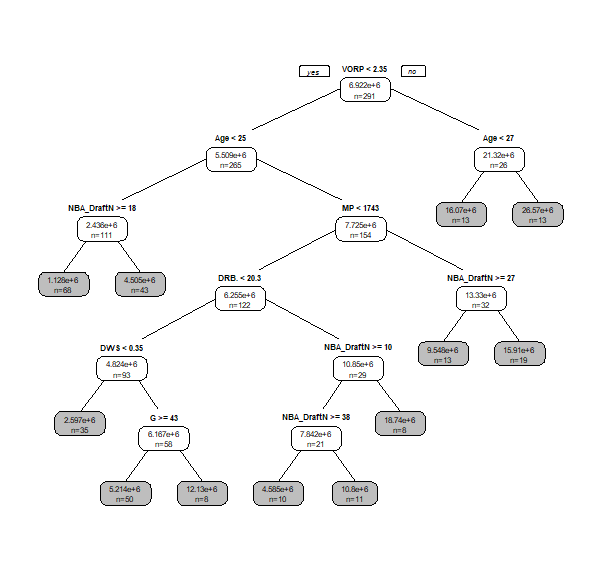 yes VORP < 2.35 no
6.922e+6
n=291
Age < 25 Age < 27
5.509e+6 21.32e+6
n=265 n=26
NBA_DraftN >= 18 MP < 1743
2.436e+6 7.725e+6 16.07e+6 26.57e+6
n=111 n=154 n=13 n=13
1.128e+6 4.505e+6 DRB. < 20.3 NBA_DraftN >= 27
n=68 n=43 6.255e+6 13.33e+6
n=122 n=32
DWS < 0.35 NBA_DraftN >= 10
4.824e+6 10.85e+6 9.548e+6 15.91e+6
n=93 n=29 n=13 n=19
2.597e+6 G >= 43 NBA_DraftN >= 38 18.74e+6
n=35 6.167e+6 7.842e+6 n=8
n=58 n=21
5.214e+6 12.13e+6 4.585e+6 10.8e+6
n=50 n=8 n=10 n=11